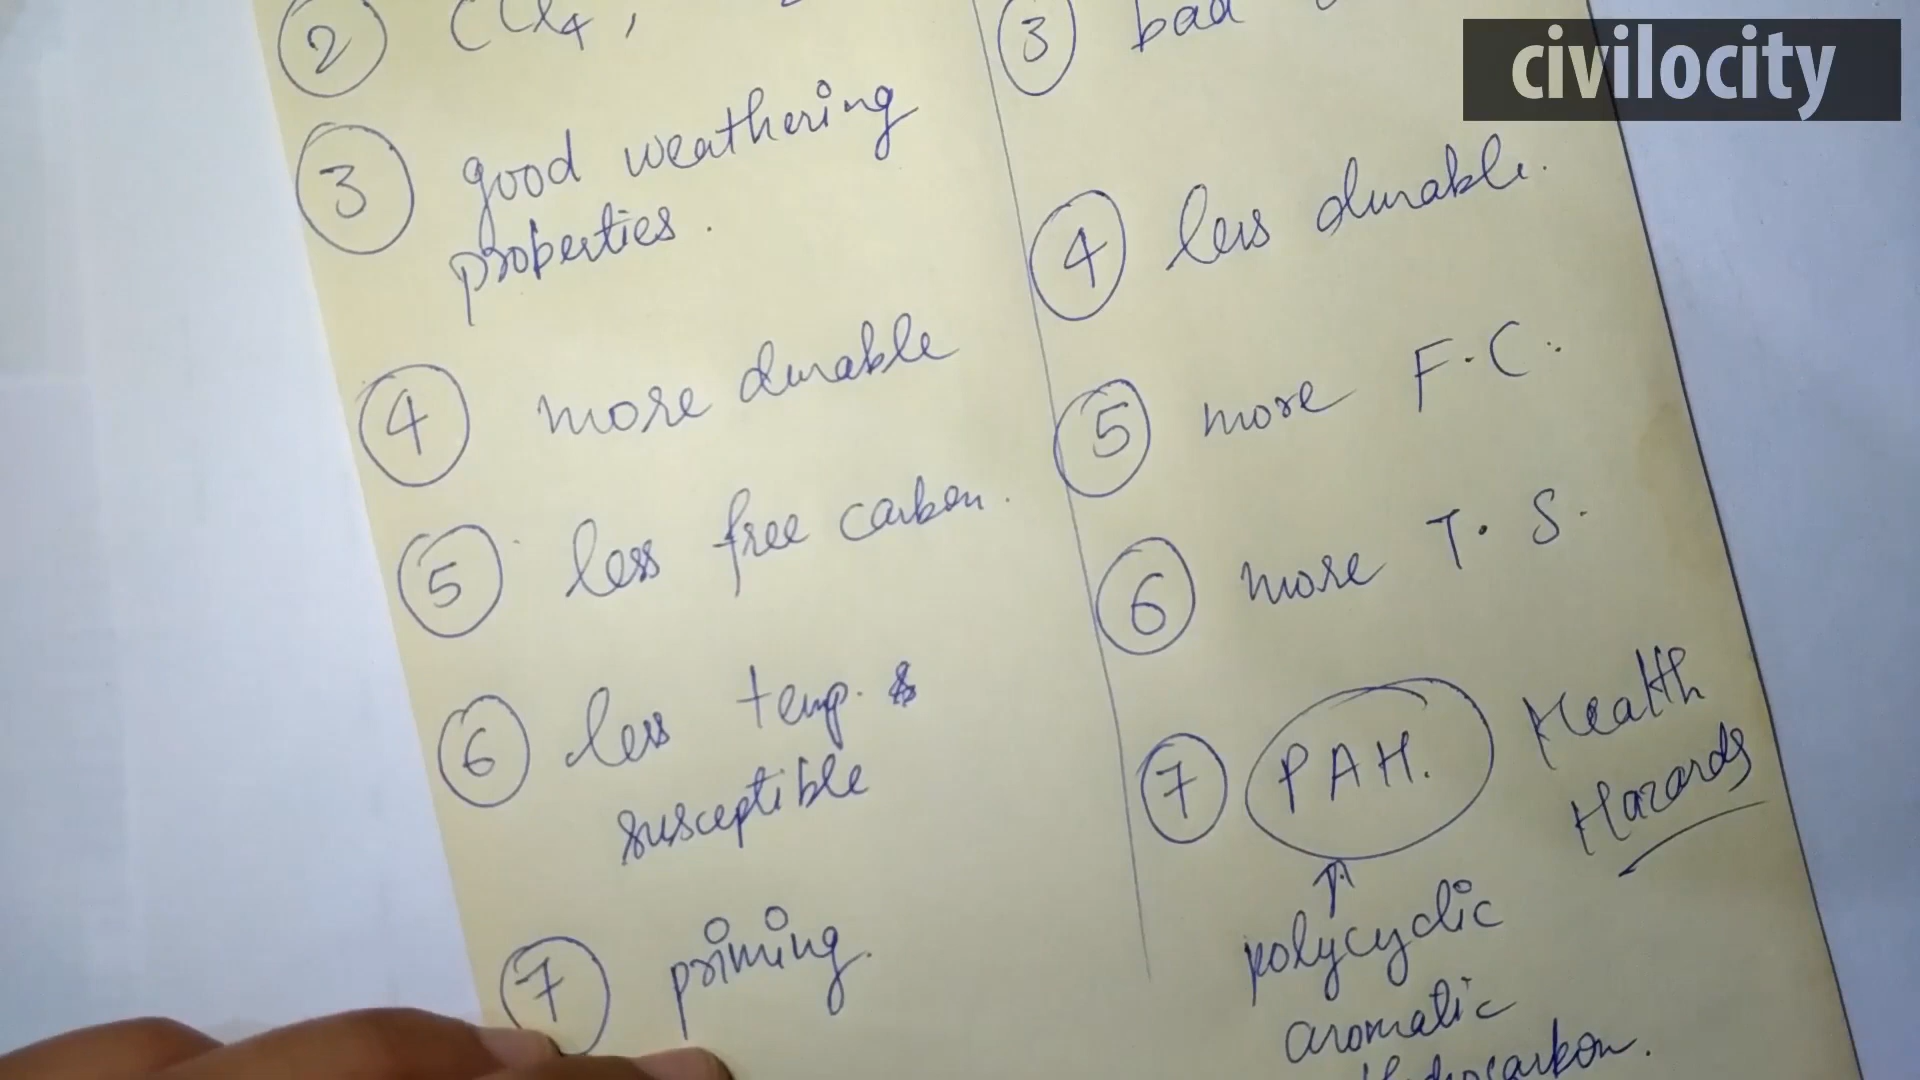 civilocity
② CCl4,
③ good weathering
properties.
④ more durable
⑤ less free carbon.
⑥ less temp.
susceptible
⑦ priming.
③ bad
④ less durable.
⑤ more F.C.
⑥ more T.S.
⑦ PAH. Health
Hazards
polycyclic
aromatic
Hydrocarbon.